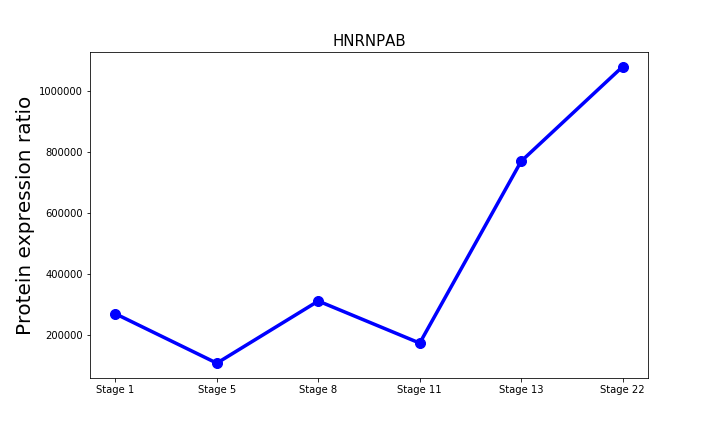 HNRNPAB
Protein expression ratio
1000000
800000
600000
400000
200000
Stage 1 Stage 5 Stage 8 Stage 11 Stage 13 Stage 22